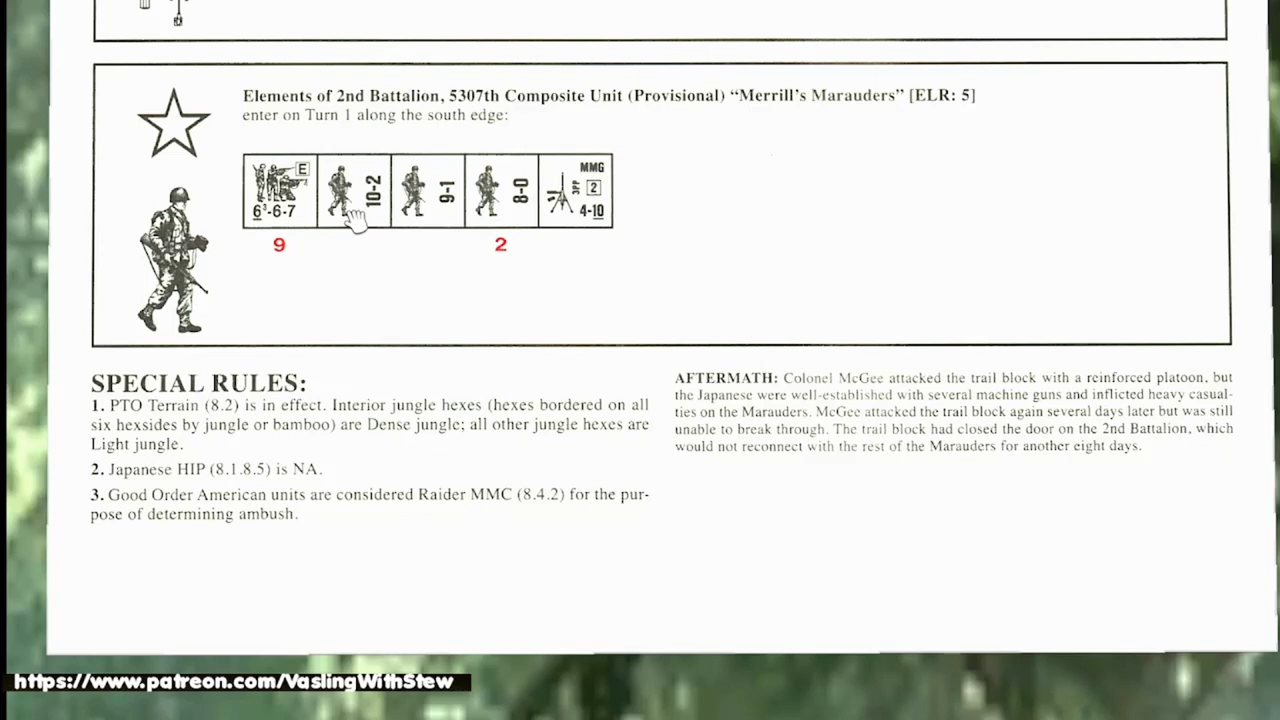 Elements of 2nd Battalion, 5307th Composite Unit (Provisional) “Merrill’s Marauders” [ELR: 5]
enter on Turn 1 along the south edge:
E
6³-6-7
10-2
9-1
8-0
MMG
3PP
2
4-10
9
2
SPECIAL RULES:
1. PTO Terrain (8.2) is in effect. Interior jungle hexes (hexes bordered on all
six hexsides by jungle or bamboo) are Dense jungle; all other jungle hexes are
Light jungle.
2. Japanese HIP (8.1.8.5) is NA.
3. Good Order American units are considered Raider MMC (8.4.2) for the pur-
pose of determining ambush.
AFTERMATH: Colonel McGee attacked the trail block with a reinforced platoon, but
the Japanese were well-established with several machine guns and inflicted heavy casual-
ties on the Marauders. McGee attacked the trail block again several days later but was still
unable to break through. The trail block had closed the door on the 2nd Battalion, which
would not reconnect with the rest of the Marauders for another eight days.
https://www.patreon.com/VaslingWithStew